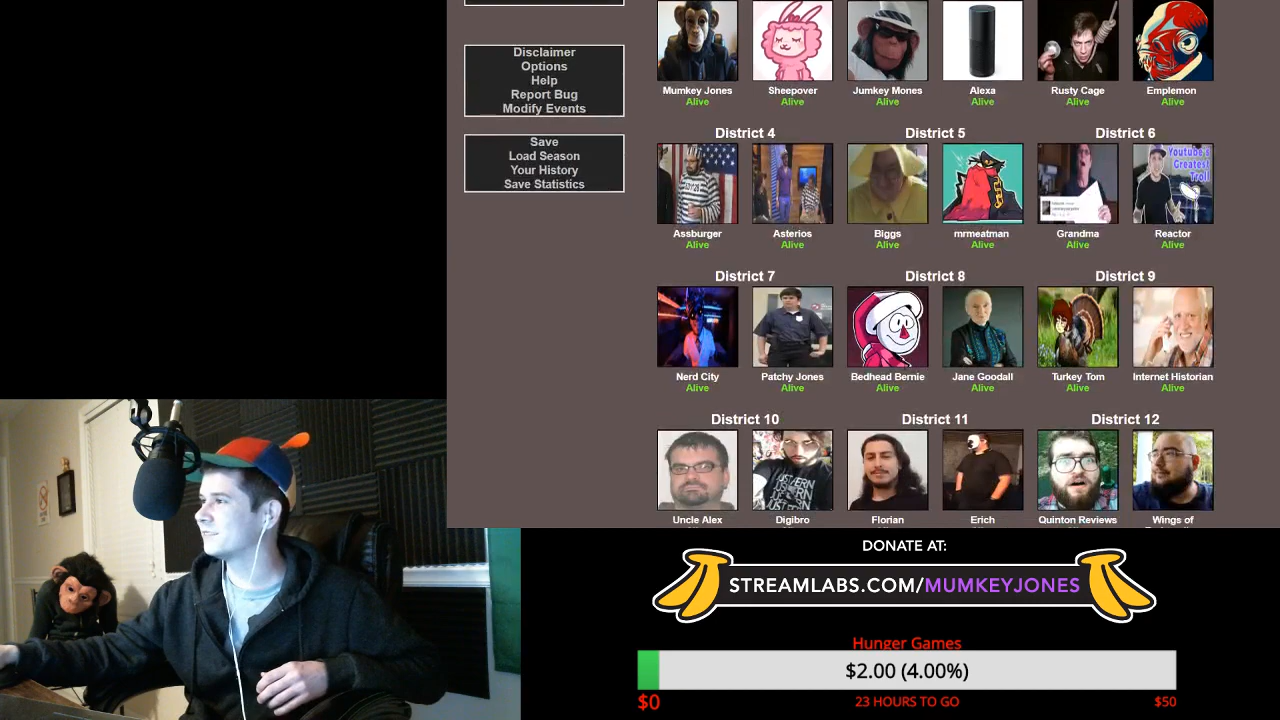 Disclaimer
Options
Help
Report Bug
Modify Events
Save
Load Season
Your History
Save Statistics
Mumkey Jones
Sheepover
Jumkey Mones
Alexa
Rusty Cage
Emplemon
Alive
Alive
Alive
Alive
Alive
Alive
District 4
District 5
District 6
Youtube's
Greatest
Troll
Assburger
Asterios
Biggs
mrmeatman
Grandma
Reactor
Alive
Alive
Alive
Alive
Alive
Alive
District 7
District 8
District 9
Nerd City
Patchy Jones
Bedhead Bernie
Jane Goodall
Turkey Tom
Internet Historian
Alive
Alive
Alive
Alive
Alive
Alive
District 10
District 11
District 12
Uncle Alex
Digibro
Florian
Erich
Quinton Reviews
Wings of
DONATE AT:
STREAMLABS.COM/MUMKEYJONES
Hunger Games
$2.00 (4.00%)
$0
23 HOURS TO GO
$50